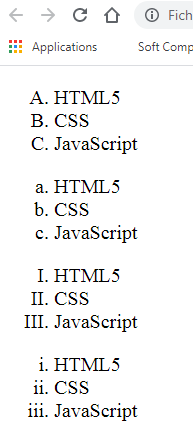 Fich
Applications Soft Comp
A. HTML5
B. CSS
C. JavaScript
a. HTML5
b. CSS
c. JavaScript
I. HTML5
II. CSS
III. JavaScript
i. HTML5
ii. CSS
iii. JavaScript